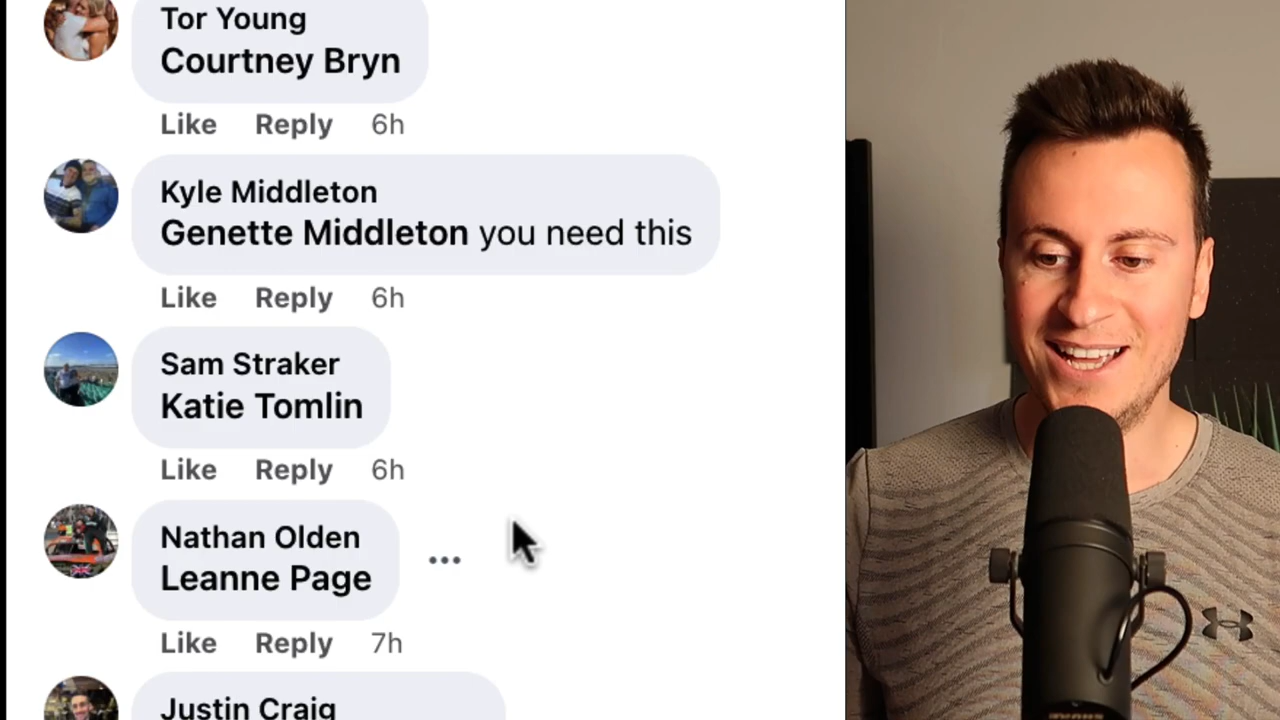 Tor Young
Courtney Bryn
Like Reply 6h
Kyle Middleton
Genette Middleton you need this
Like Reply 6h
Sam Straker
Katie Tomlin
Like Reply 6h
Nathan Olden
Leanne Page
Like Reply 7h
Justin Craig